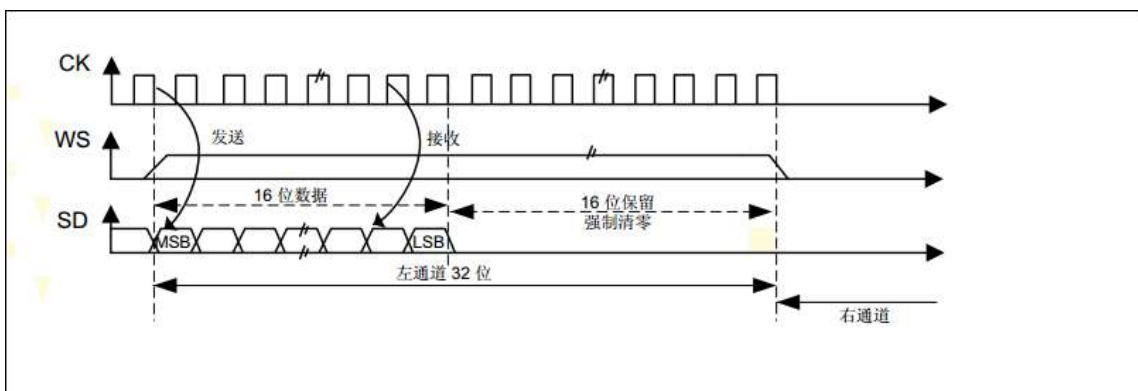 CK
WS
发送
接收
16 位数据
16 位保留
强制清零
SD
MSB
LSB
左通道 32 位
右通道